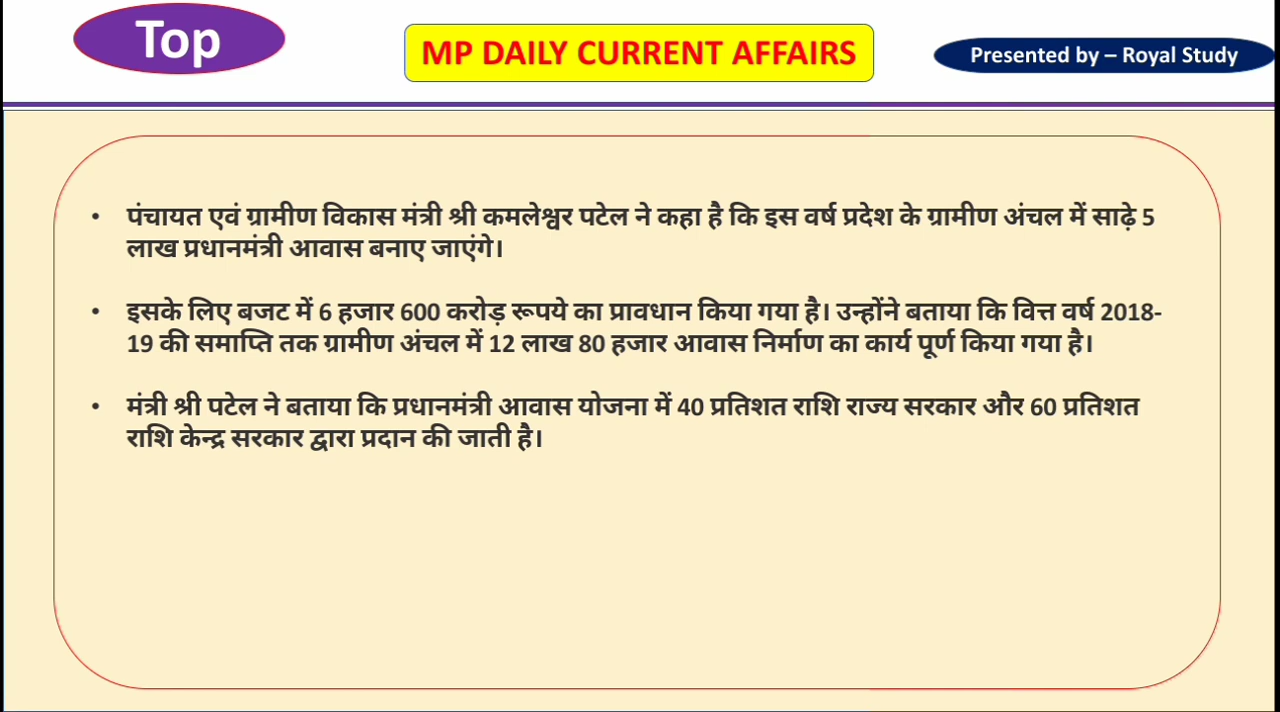 Top
MP DAILY CURRENT AFFAIRS
Presented by – Royal Study
• पंचायत एवं ग्रामीण विकास मंत्री श्री कमलेश्वर पटेल ने कहा है कि इस वर्ष प्रदेश के ग्रामीण अंचल में साढ़े 5
लाख प्रधानमंत्री आवास बनाए जाएंगे।
• इसके लिए बजट में 6 हजार 600 करोड़ रूपये का प्रावधान किया गया है। उन्होंने बताया कि वित्त वर्ष 2018-
19 की समाप्ति तक ग्रामीण अंचल में 12 लाख 80 हजार आवास निर्माण का कार्य पूर्ण किया गया है।
• मंत्री श्री पटेल ने बताया कि प्रधानमंत्री आवास योजना में 40 प्रतिशत राशि राज्य सरकार और 60 प्रतिशत
राशि केन्द्र सरकार द्वारा प्रदान की जाती है।